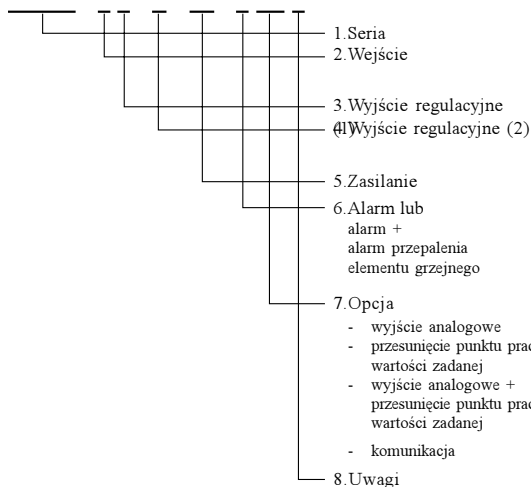 1.Seria
2.Wejście
3.Wyjście regulacyjne
(1)
4.Wyjście regulacyjne (2)
5.Zasilanie
6.Alarm lub
alarm +
alarm przepalenia
elementu grzejnego
7.Opcja
- wyjście analogowe
- przesunięcie punktu prac
wartości zadanej
- wyjście analogowe +
przesunięcie punktu prac
wartości zadanej
- komunikacja
8.Uwagi